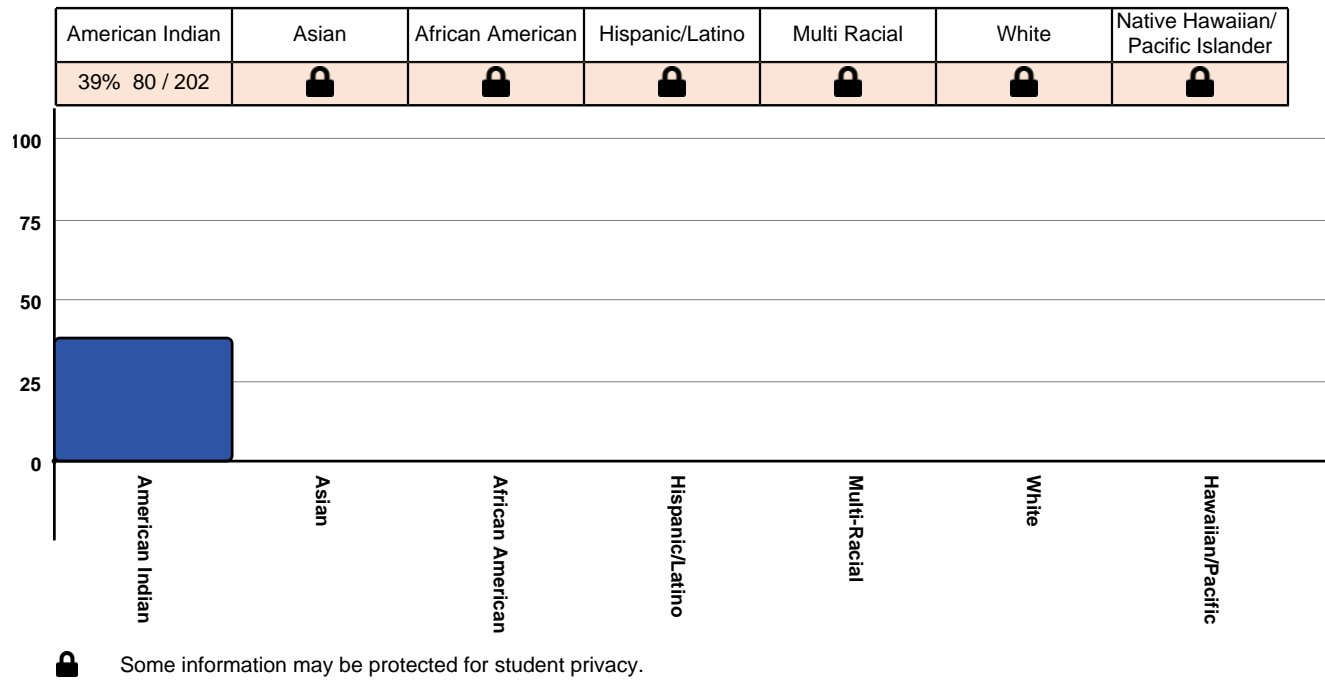 American Indian Asian African American Hispanic/Latino Multi Racial White Native Hawaiian/
Pacific Islander
39% 80 / 202
100
75
50
25
0
American Indian
Asian
African American
Hispanic/Latino
Multi-Racial
White
Hawaiian/Pacific
Some information may be protected for student privacy.